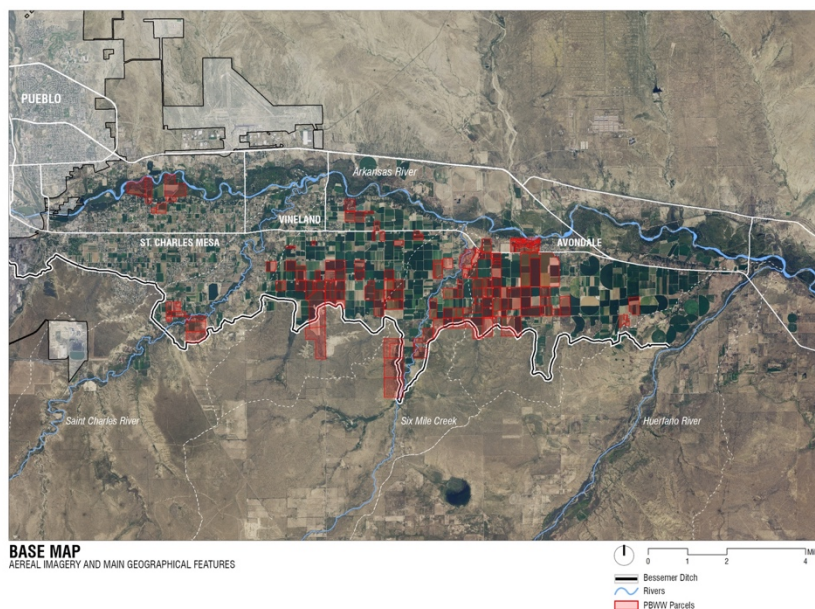 PUEBLO
Arkansas River
VINELAND
ST. CHARLES MESA
AVONDALE
Saint Charles River
Six Mile Creek
Huerfano River
BASE MAP
AEREAL IMAGERY AND MAIN GEOGRAPHICAL FEATURES
0 1 2 4 Mi
Bessemer Ditch
Rivers
PBWW Parcels